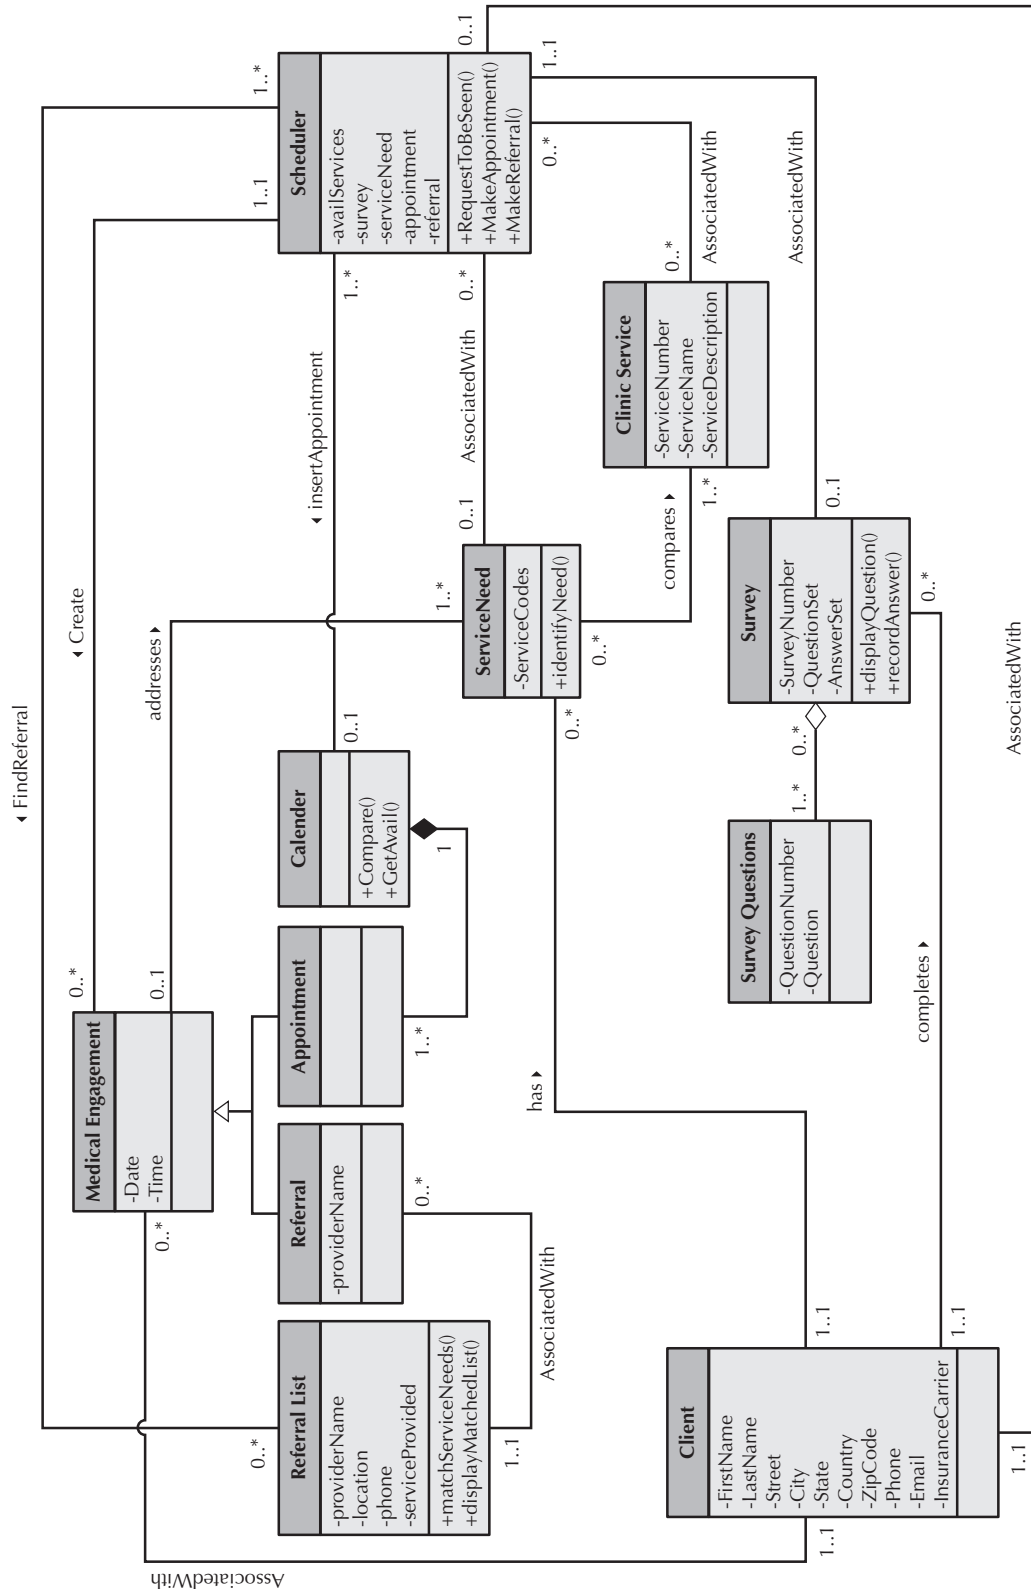 FindReferral
Create
0..*
1..1
1..*
Medical Engagement
-Date
-Time
0..*
0..1
addresses
AssociatedWith
0..*
Referral List
-providerName
-location
-phone
-serviceProvided
+matchServiceNeeds()
+displayMatchedList()
1..1
Referral
-providerName
0..*
AssociatedWith
Appointment
1..*
Calender
+Compare()
+GetAvail()
1
0..1
insertAppointment
1..*
Scheduler
-availServices
-survey
-serviceNeed
-appointment
-referral
+RequestToBeSeen()
+MakeAppointment()
+MakeReferral()
0..1
1..1
0..*
0..*
AssociatedWith
0..1
1..*
ServiceNeed
-ServiceCodes
+identifyNeed()
0..*
0..*
has
compares
1..*
Clinic Service
-ServiceNumber
-ServiceName
-ServiceDescription
0..*
AssociatedWith
AssociatedWith
Client
-FirstName
-LastName
-Street
-City
-State
-Country
-ZipCode
-Phone
-Email
-InsuranceCarrier
1..1
1..1
1..1
1..1
Survey Questions
-QuestionNumber
-Question
1..*
0..*
Survey
-SurveyNumber
-QuestionSet
-AnswerSet
+displayQuestion()
+recordAnswer()
0..1
0..*
completes
AssociatedWith